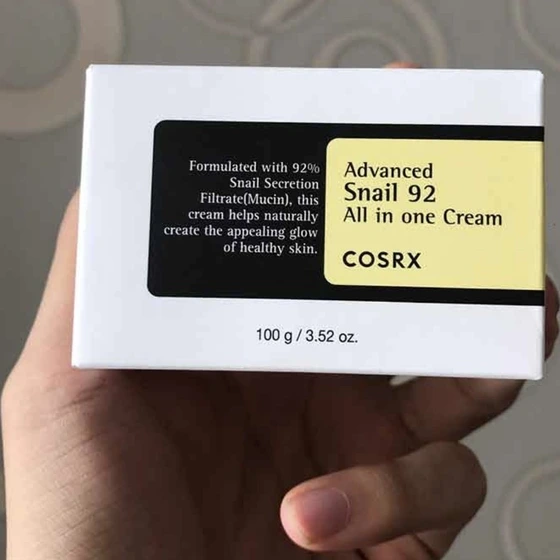 Formulated with 92%
Snail Secretion
Filtrate(Mucin), this
cream helps naturally
create the appealing glow
of healthy skin.
Advanced
Snail 92
All in one Cream
COSRX
100 g / 3.52 oz.